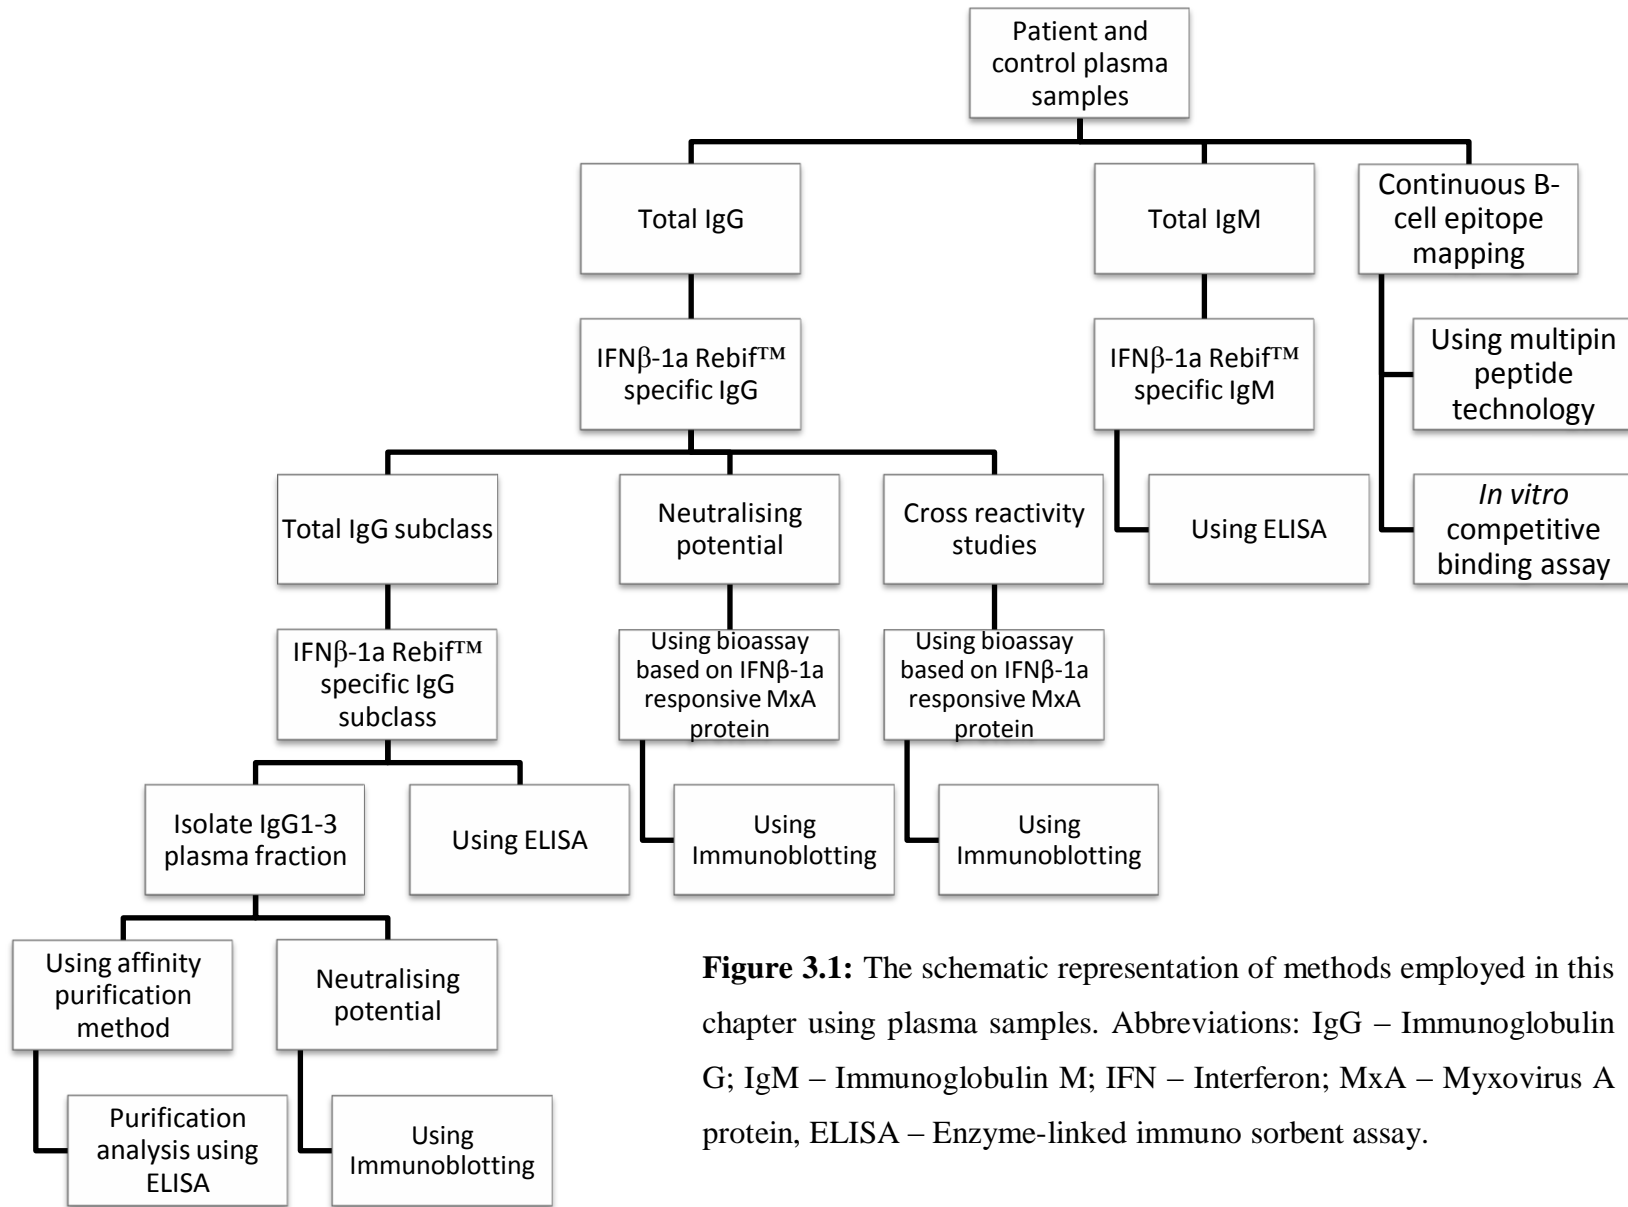 Patient and
control plasma
samples
Total IgG
Total IgM
Continuous B-
cell epitope
mapping
IFNβ-1a Rebif™
specific IgG
IFNβ-1a Rebif™
specific IgM
Using multipin
peptide
technology
Total IgG subclass
Neutralising
potential
Cross reactivity
studies
Using ELISA
In vitro
competitive
binding assay
IFNβ-1a Rebif™
specific IgG
subclass
Using bioassay
based on IFNβ-1a
responsive MxA
protein
Using bioassay
based on IFNβ-1a
responsive MxA
protein
Isolate IgG1-3
plasma fraction
Using ELISA
Using
Immunoblotting
Using
Immunoblotting
Using affinity
purification
method
Neutralising
potential
Purification
analysis using
ELISA
Using
Immunoblotting
Figure 3.1: The schematic representation of methods employed in this
chapter using plasma samples. Abbreviations: IgG – Immunoglobulin
G; IgM – Immunoglobulin M; IFN – Interferon; MxA – Myxovirus A
protein, ELISA – Enzyme-linked immuno sorbent assay.